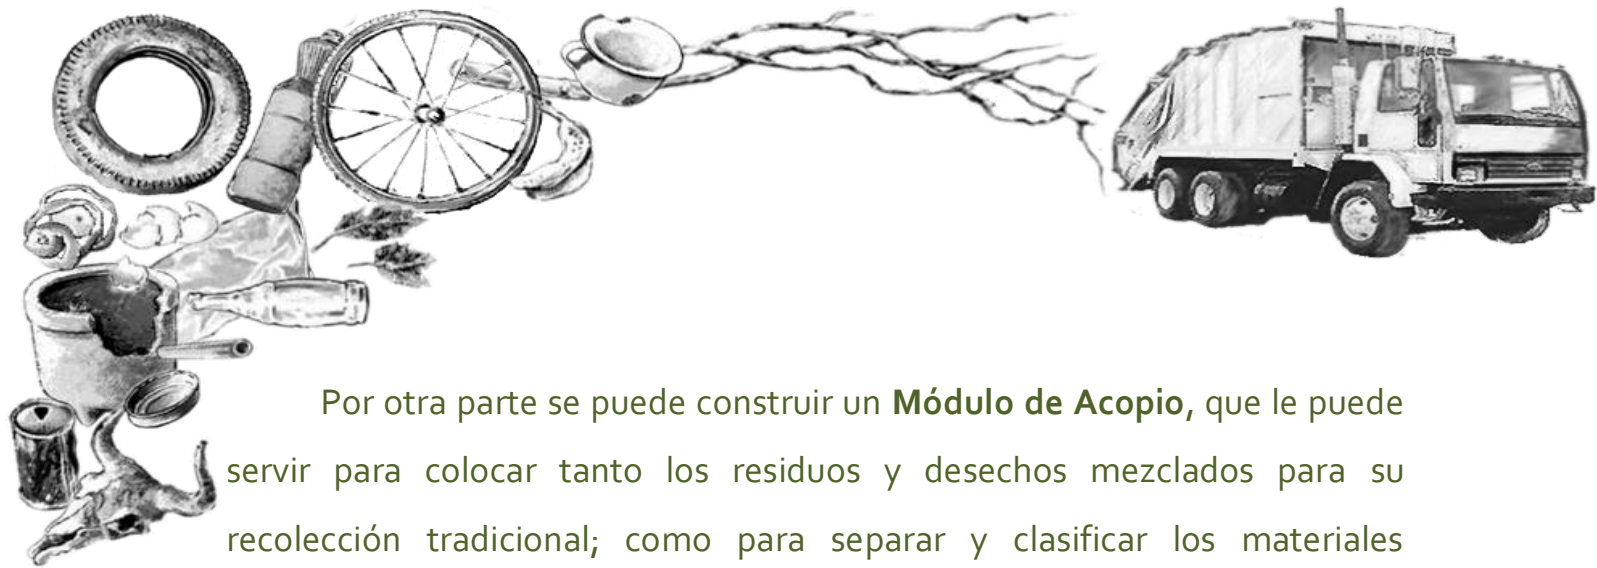 Por otra parte se puede construir un Módulo de Acopio, que le puede
servir para colocar tanto los residuos y desechos mezclados para su
recolección tradicional; como para separar y clasificar los materiales